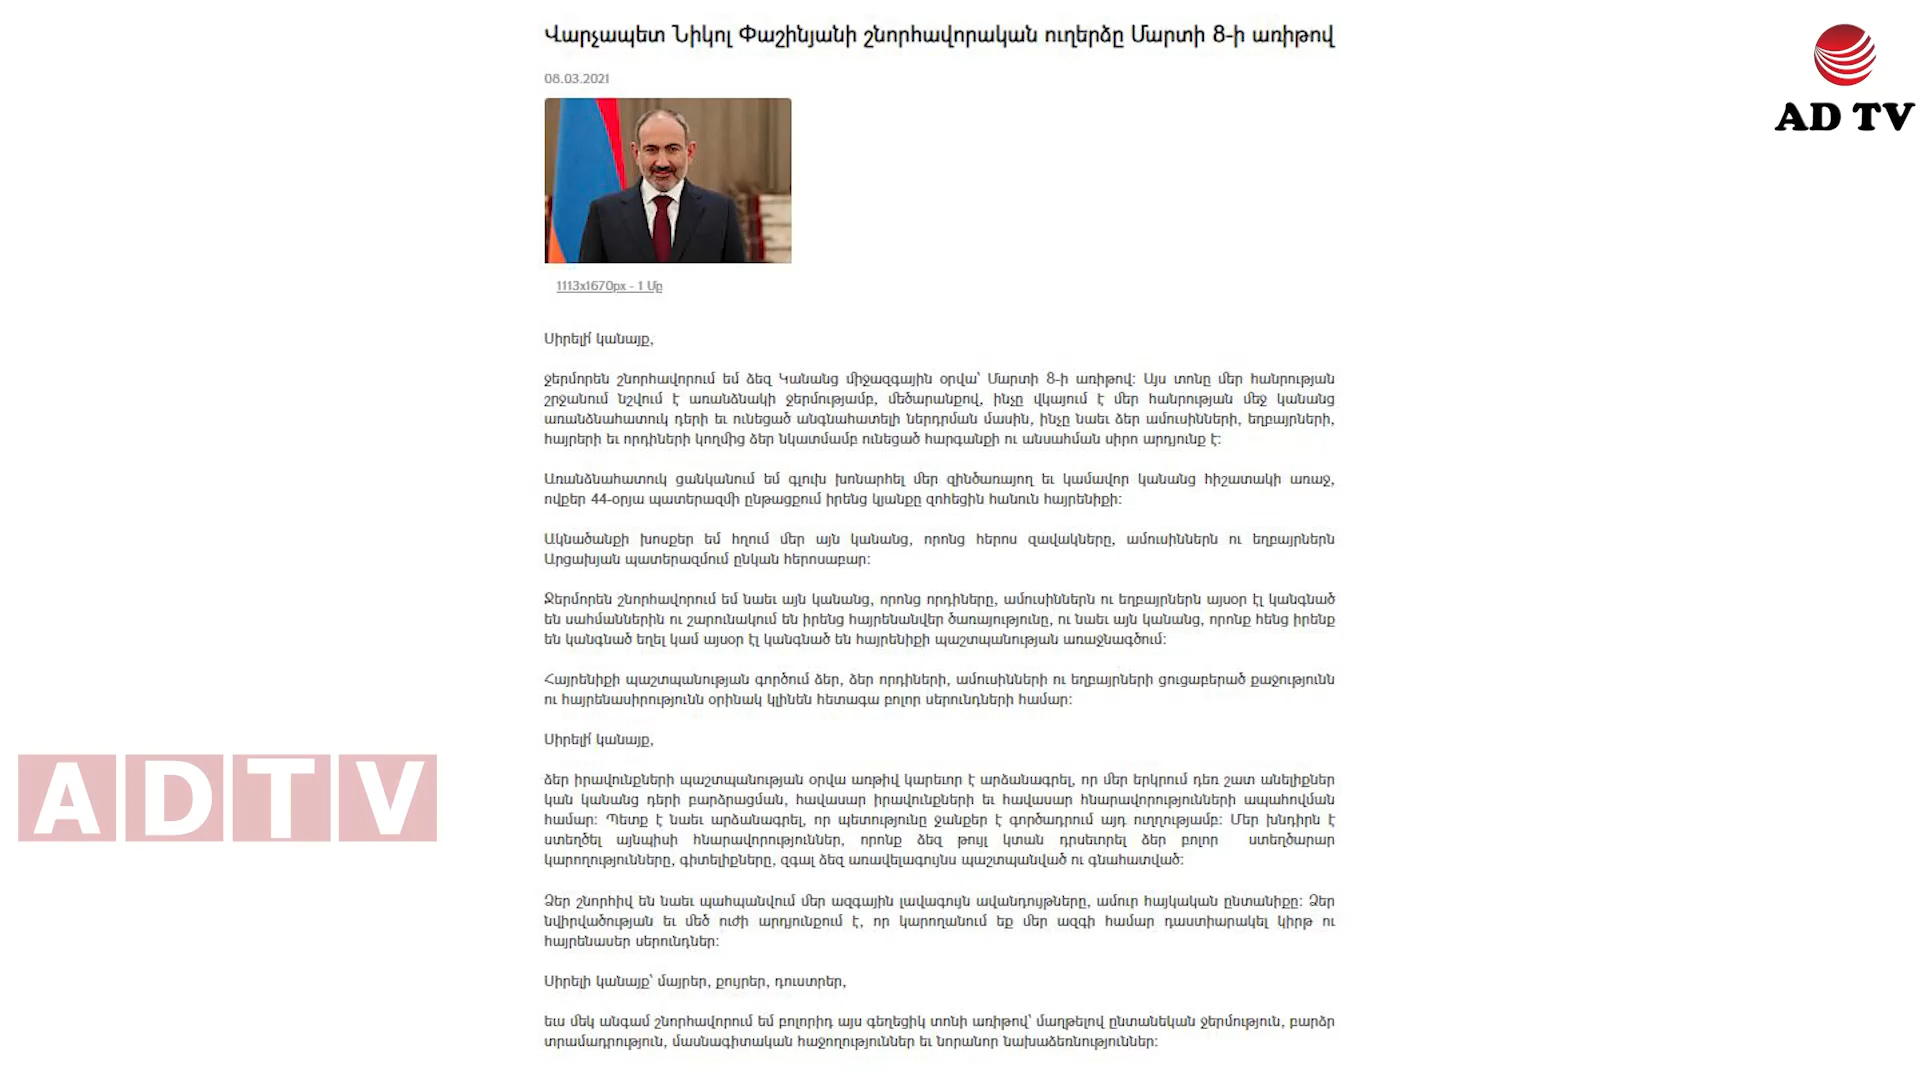 Վարչապետ Նիկոլ Փաշինյանի շնորհավորական ուղերձը Մարտի 8-ի առիթով
08.03.2021
AD TV
1113x1670px - 1 Մբ
Սիրելի՛ կանայք,
ջերմորեն շնորհավորում եմ ձեզ Կանանց միջազգային օրվա՝ Մարտի 8-ի առիթով: Այս տոնը մեր հանրության
շրջանում նշվում է առանձնակի ջերմությամբ, մեծարանքով, ինչը վկայում է մեր հանրության մեջ կանանց
առանձնահատուկ դերի եւ ունեցած անգնահատելի ներդրման մասին, ինչը նաեւ ձեր ամուսինների, եղբայրների,
հայրերի եւ որդիների կողմից ձեր նկատմամբ ունեցած հարգանքի ու անսահման սիրո արդյունք է:
Առանձնահատուկ ցանկանում եմ գլուխ խոնարհել մեր զինծառայող եւ կամավոր կանանց հիշատակի առաջ,
ովքեր 44-օրյա պատերազմի ընթացքում իրենց կյանքը զոհեցին հանուն հայրենիքի:
Ակնածանքի խոսքեր եմ հղում մեր այն կանանց, որոնց հերոս զավակները, ամուսիններն ու եղբայրներն
Արցախյան պատերազմում ընկան հերոսաբար:
Ջերմորեն շնորհավորում եմ նաեւ այն կանանց, որոնց որդիները, ամուսիններն ու եղբայրներն այսօր էլ կանգնած
են սահմաններին ու շարունակում են իրենց հայրենանվեր ծառայությունը, ու նաեւ այն կանանց, որոնք հենց իրենք
են կանգնած եղել կամ այսօր էլ կանգնած են հայրենիքի պաշտպանության առաջնագծում:
Հայրենիքի պաշտպանության գործում ձեր, ձեր որդիների, ամուսինների ու եղբայրների ցուցաբերած քաջությունն
ու հայրենասիրությունն օրինակ կլինեն հետագա բոլոր սերունդների համար:
Սիրելի՛ կանայք,
ձեր իրավունքների պաշտպանության օրվա առթիվ կարեւոր է արձանագրել, որ մեր երկրում դեռ շատ անելիքներ
կան կանանց դերի բարձրացման, հավասար իրավունքների եւ հավասար հնարավորությունների ապահովման
համար: Պետք է նաեւ արձանագրել, որ պետությունը ջանքեր է գործադրում այդ ուղղությամբ: Մեր խնդիրն է
ստեղծել այնպիսի հնարավորություններ, որոնք ձեզ թույլ կտան դրսեւորել ձեր բոլոր ստեղծարար
կարողությունները, գիտելիքները, զգալ ձեզ առավելագույնս պաշտպանված ու գնահատված:
Ձեր շնորհիվ են նաեւ պահպանվում մեր ազգային լավագույն ավանդույթները, ամուր հայկական ընտանիքը: Ձեր
նվիրվածության եւ մեծ ուժի արդյունքում է, որ կարողանում եք մեր ազգի համար դաստիարակել կիրթ ու
հայրենասեր սերունդներ:
Սիրելի կանայք՝ մայրեր, քույրեր, դուստրեր,
եւս մեկ անգամ շնորհավորում եմ բոլորիդ այս գեղեցիկ տոնի առիթով՝ մաղթելով ընտանեկան ջերմություն, բարձր
տրամադրություն, մասնագիտական հաջողություններ եւ նորանոր նախաձեռնություններ:
ADTV